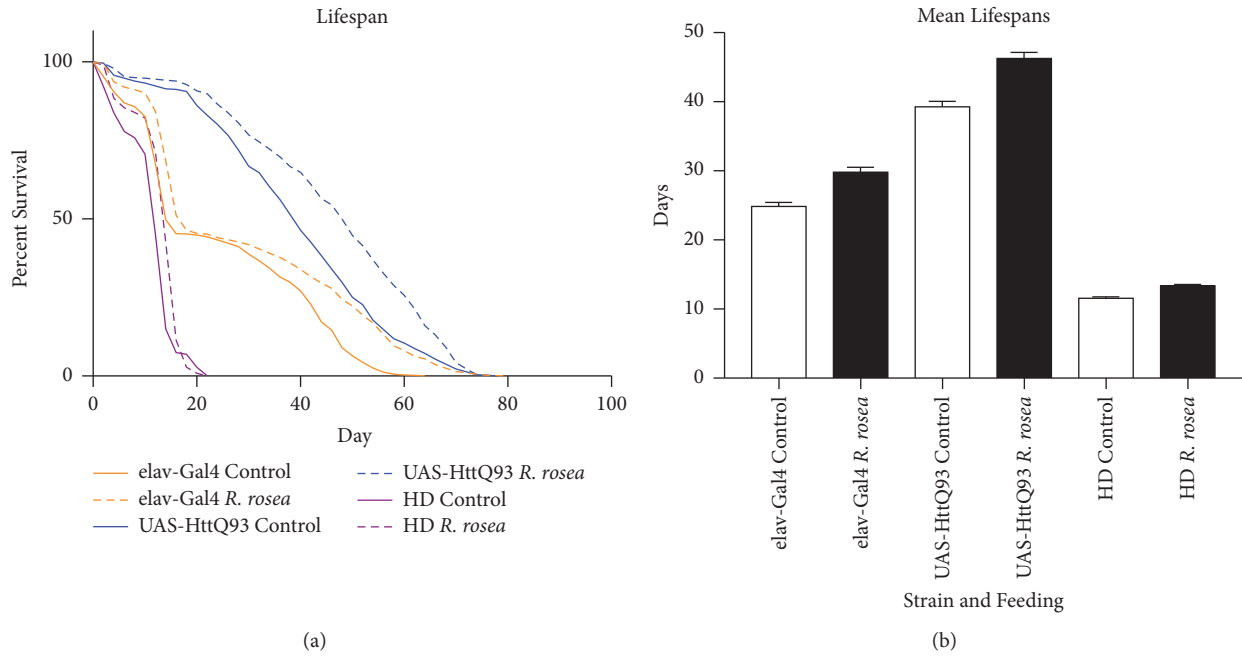 Lifespan
100
50
0
Percent Survival
0 20 40 60 80 100
Day
elav-Gal4 Control
elav-Gal4 R. rosea
UAS-HttQ93 Control
UAS-HttQ93 R. rosea
HD Control
HD R. rosea
(a)
Mean Lifespans
50
40
30
20
10
0
Days
elav-Gal4 Control
elav-Gal4 R. rosea
UAS-HttQ93 Control
UAS-HttQ93 R. rosea
HD Control
HD R. rosea
Strain and Feeding
(b)